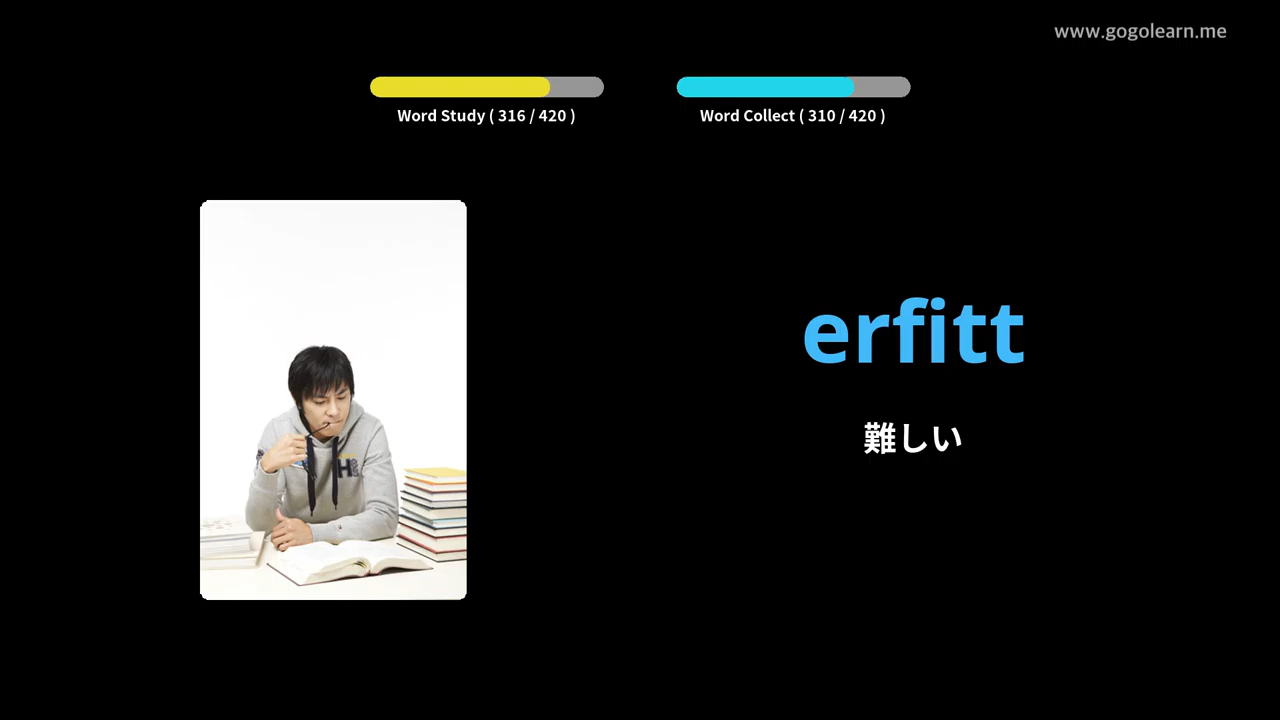 www.gogolearn.me
Word Study ( 316 / 420 )
Word Collect ( 310 / 420 )
erfitt
難しい
H